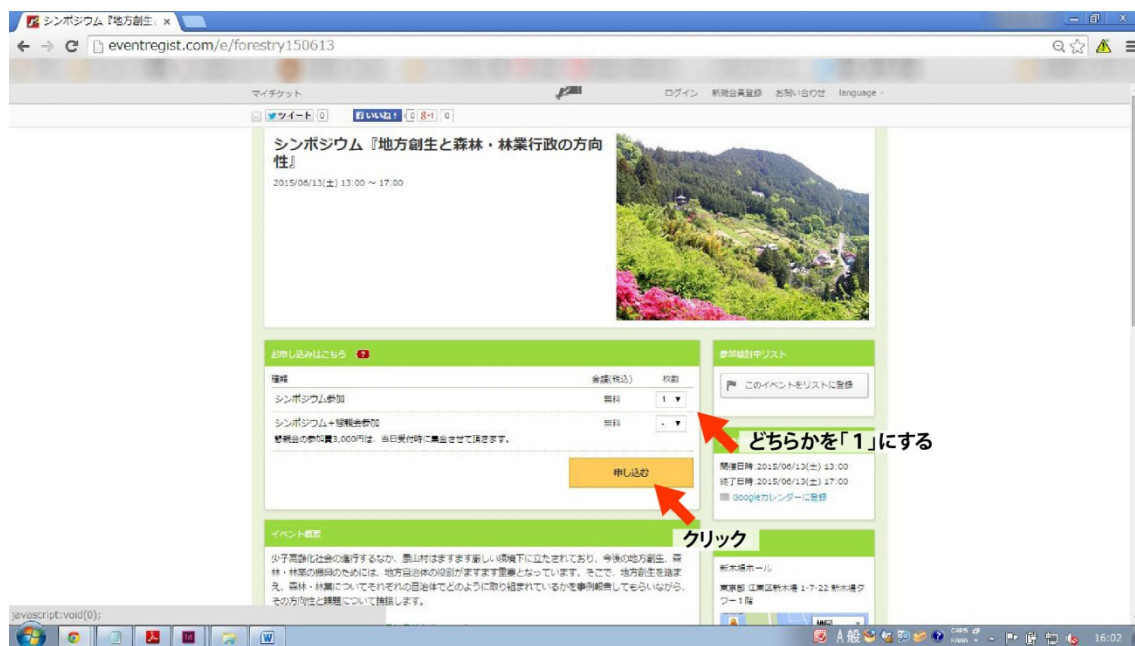 シンポジウム『地方創生 ×
eventregist.com/e/forestry150613
マイチケット
ログイン 新規会員登録 お問い合わせ language
ツイート 0 いいね! 0 g+1 0
シンポジウム『地方創生と森林・林業行政の方向
性』
2015/06/13(土) 13:00 ～ 17:00
お申し込みはこちら ?
種類 金額(税込) 枚数
シンポジウム参加 無料 1 ▼
シンポジウム+懇親会参加 無料 - ▼
懇親会の参加費3,000円は、当日受付時に集金させて頂きます。
申し込む
参加検討中リスト
このイベントをリストに登録
どちらかを「１」にする
開催日時:2015/06/13(土) 13:00
終了日時:2015/06/13(土) 17:00
Googleカレンダーに登録
クリック
イベント概要
少子高齢化社会の進行するなか、農山村はますます厳しい環境下に立たされており、今後の地方創生、森
林・林業の振興のためには、地方自治体の役割がますます重要となっています。そこで、地方創生を踏ま
え、森林・林業についてそれぞれの自治体でどのように取り組まれているかを事例報告してもらいながら、
その方向性と課題について議論します。
新木場ホール
東京都 江東区新木場 1-7-22 新木場タ
ワー１階
地図
javascript:void(0);
A 般
CAPS
KANA
16:02